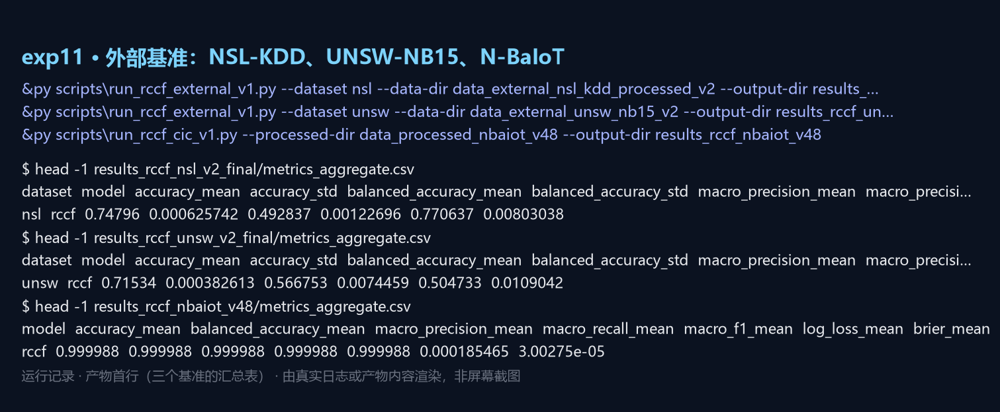 exp11 • 外部基准：NSL-KDD、UNSW-NB15、N-BaIoT
&py scripts\run_rccf_external_v1.py --dataset nsl --data-dir data_external_nsl_kdd_processed_v2 --output-dir results_...
&py scripts\run_rccf_external_v1.py --dataset unsw --data-dir data_external_unsw_nb15_v2 --output-dir results_rccf_un...
&py scripts\run_rccf_cic_v1.py --processed-dir data_processed_nbaiot_v48 --output-dir results_rccf_nbaiot_v48
$ head -1 results_rccf_nsl_v2_final/metrics_aggregate.csv
dataset model accuracy_mean accuracy_std balanced_accuracy_mean balanced_accuracy_std macro_precision_mean macro_precisi...
nsl rccf 0.74796 0.000625742 0.492837 0.00122696 0.770637 0.00803038
$ head -1 results_rccf_unsw_v2_final/metrics_aggregate.csv
dataset model accuracy_mean accuracy_std balanced_accuracy_mean balanced_accuracy_std macro_precision_mean macro_precisi...
unsw rccf 0.71534 0.000382613 0.566753 0.0074459 0.504733 0.0109042
$ head -1 results_rccf_nbaiot_v48/metrics_aggregate.csv
model accuracy_mean balanced_accuracy_mean macro_precision_mean macro_recall_mean macro_f1_mean log_loss_mean brier_mean
rccf 0.999988 0.999988 0.999988 0.999988 0.999988 0.000185465 3.00275e-05
运行记录 · 产物首行（三个基准的汇总表） · 由真实日志或产物内容渲染，非屏幕截图